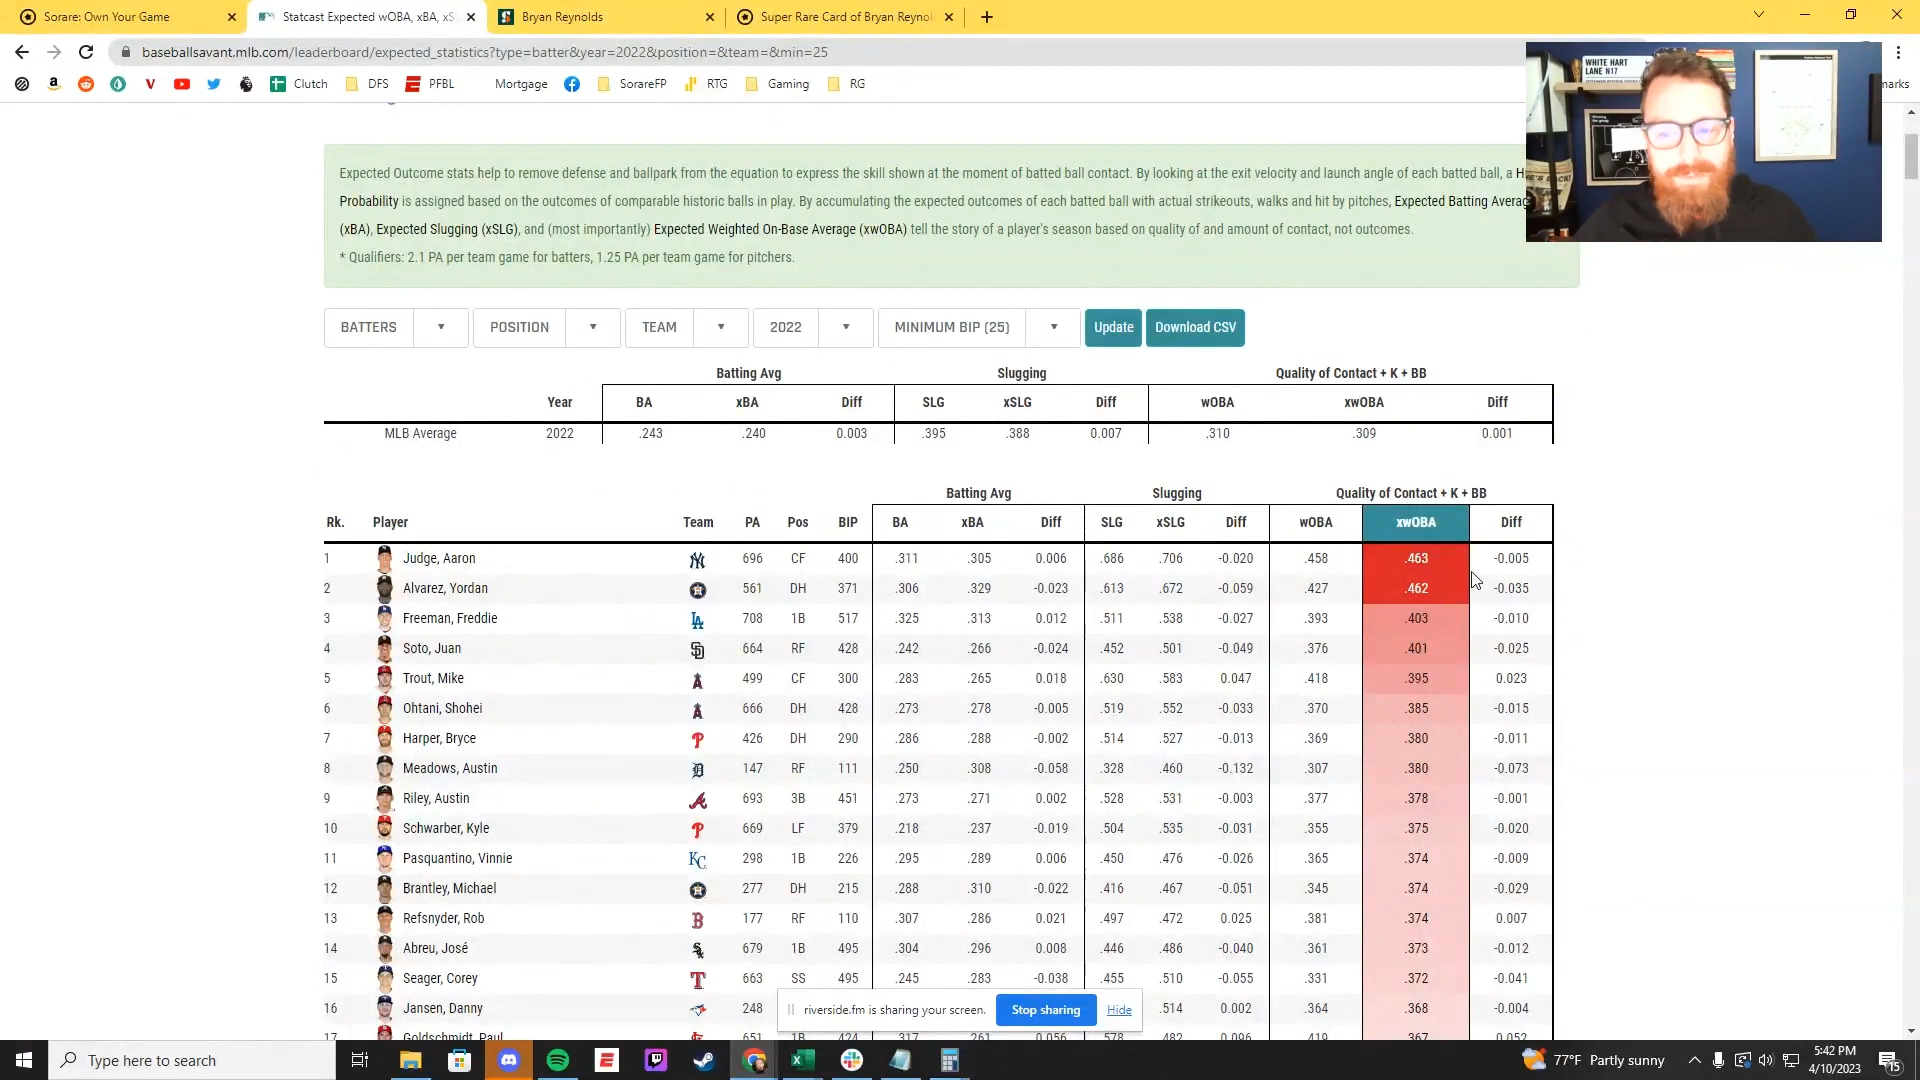 Sorare: Own Your Game
Statcast Expected wOBA, xBA, xS
Bryan Reynolds
Super Rare Card of Bryan Reynol
baseballsavant.mlb.com/leaderboard/expected_statistics?type=batter&year=2022&position=&team=&min=25
Clutch DFS PFBL Mortgage SorareFP RTG Gaming RG
WHITE HART
LANE N17
Expected Outcome stats help to remove defense and ballpark from the equation to express the skill shown at the moment of batted ball contact. By looking at the exit velocity and launch angle of each batted ball, a H
Probability is assigned based on the outcomes of comparable historic balls in play. By accumulating the expected outcomes of each batted ball with actual strikeouts, walks and hit by pitches, Expected Batting Averag
(xBA), Expected Slugging (xSLG), and (most importantly) Expected Weighted On-Base Average (xwOBA) tell the story of a player's season based on quality of and amount of contact, not outcomes.
* Qualifiers: 2.1 PA per team game for batters, 1.25 PA per team game for pitchers.
BATTERS POSITION TEAM 2022 MINIMUM BIP (25) Update Download CSV
Batting Avg Slugging Quality of Contact + K + BB
Year BA xBA Diff SLG xSLG Diff wOBA xwOBA Diff
MLB Average 2022 .243 .240 0.003 .395 .388 0.007 .310 .309 0.001
Batting Avg Slugging Quality of Contact + K + BB
Rk. Player Team PA Pos BIP BA xBA Diff SLG xSLG Diff wOBA xwOBA Diff
1 Judge, Aaron 696 CF 400 .311 .305 0.006 .686 .706 -0.020 .458 .463 -0.005
2 Alvarez, Yordan 561 DH 371 .306 .329 -0.023 .613 .672 -0.059 .427 .462 -0.035
3 Freeman, Freddie 708 1B 517 .325 .313 0.012 .511 .538 -0.027 .393 .403 -0.010
4 Soto, Juan 664 RF 428 .242 .266 -0.024 .452 .501 -0.049 .376 .401 -0.025
5 Trout, Mike 499 CF 300 .283 .265 0.018 .630 .583 0.047 .418 .395 0.023
6 Ohtani, Shohei 666 DH 428 .273 .278 -0.005 .519 .552 -0.033 .370 .385 -0.015
7 Harper, Bryce 426 DH 290 .286 .288 -0.002 .514 .527 -0.013 .369 .380 -0.011
8 Meadows, Austin 147 RF 111 .250 .308 -0.058 .328 .460 -0.132 .307 .380 -0.073
9 Riley, Austin 693 3B 451 .273 .271 0.002 .528 .531 -0.003 .377 .378 -0.001
10 Schwarber, Kyle 669 LF 379 .218 .237 -0.019 .504 .535 -0.031 .355 .375 -0.020
11 Pasquantino, Vinnie 298 1B 226 .295 .289 0.006 .450 .476 -0.026 .365 .374 -0.009
12 Brantley, Michael 277 DH 215 .288 .310 -0.022 .416 .467 -0.051 .345 .374 -0.029
13 Refsnyder, Rob 177 RF 110 .307 .286 0.021 .497 .472 0.025 .381 .374 0.007
14 Abreu, José 679 1B 495 .304 .296 0.008 .446 .486 -0.040 .361 .373 -0.012
15 Seager, Corey 663 SS 495 .245 .283 -0.038 .455 .510 -0.055 .331 .372 -0.041
16 Jansen, Danny 248 .514 0.002 .364 .368 -0.004
17 Goldschmidt, Paul 651 1B 424 .317 .261 0.056 .578 .482 0.096 .419 .367 0.052
riverside.fm is sharing your screen. Stop sharing Hide
Type here to search
77°F Partly sunny
5:42 PM
4/10/2023
15